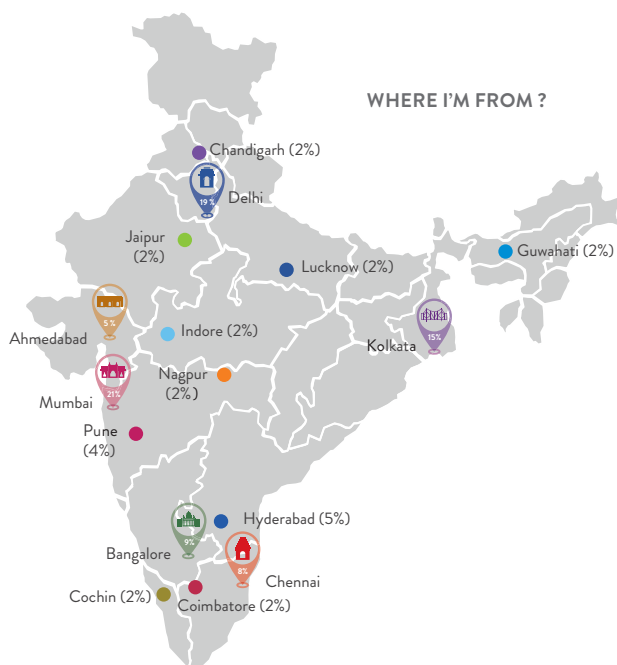 WHERE I'M FROM ?
Chandigarh (2%)
19 %
Delhi
Jaipur
(2%)
Guwahati (2%)
Lucknow (2%)
5 %
Ahmedabad
Indore (2%)
15%
Kolkata
Nagpur
(2%)
21%
Mumbai
Pune
(4%)
Hyderabad (5%)
9%
Bangalore
8%
Chennai
Cochin (2%)
Coimbatore (2%)